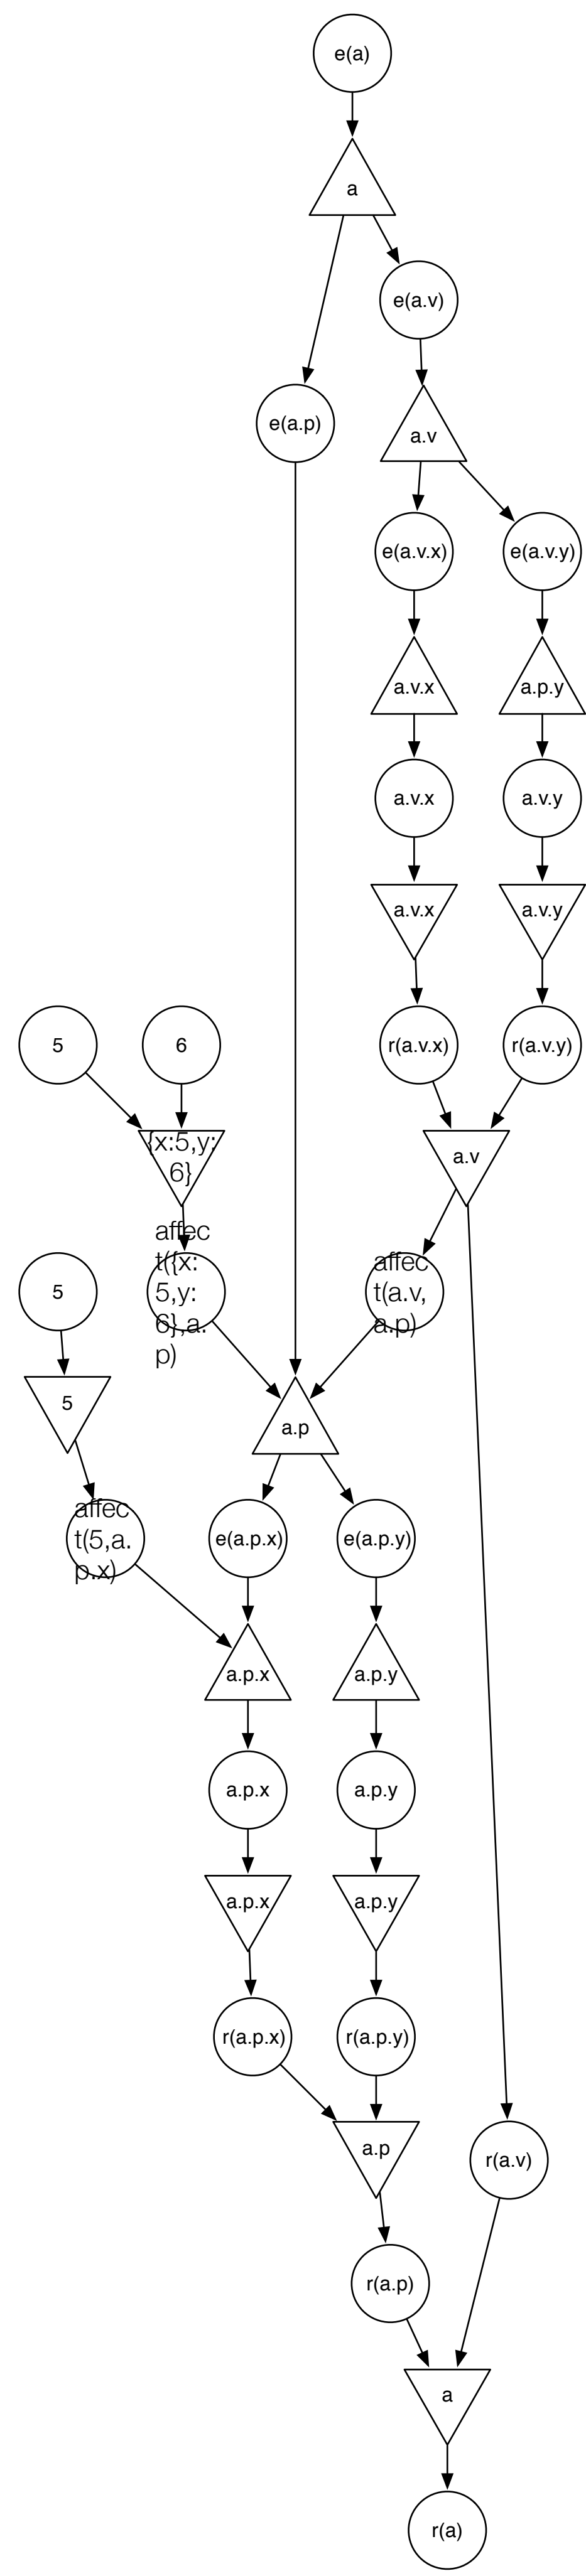 e(a)
a
e(a.v)
e(a.p)
a.v
e(a.v.x)
e(a.v.y)
a.v.x
a.p.y
a.v.x
a.v.y
a.v.x
a.v.y
5
6
r(a.v.x)
r(a.v.y)
{x:5,y:
6}
a.v
affec
t({x:
5,y:
6},a.
p)
affec
t(a.v,
a.p)
5
5
a.p
affec
t(5,a.
p.x)
e(a.p.x)
e(a.p.y)
a.p.x
a.p.y
a.p.x
a.p.y
a.p.x
a.p.y
r(a.p.x)
r(a.p.y)
a.p
r(a.v)
r(a.p)
a
r(a)